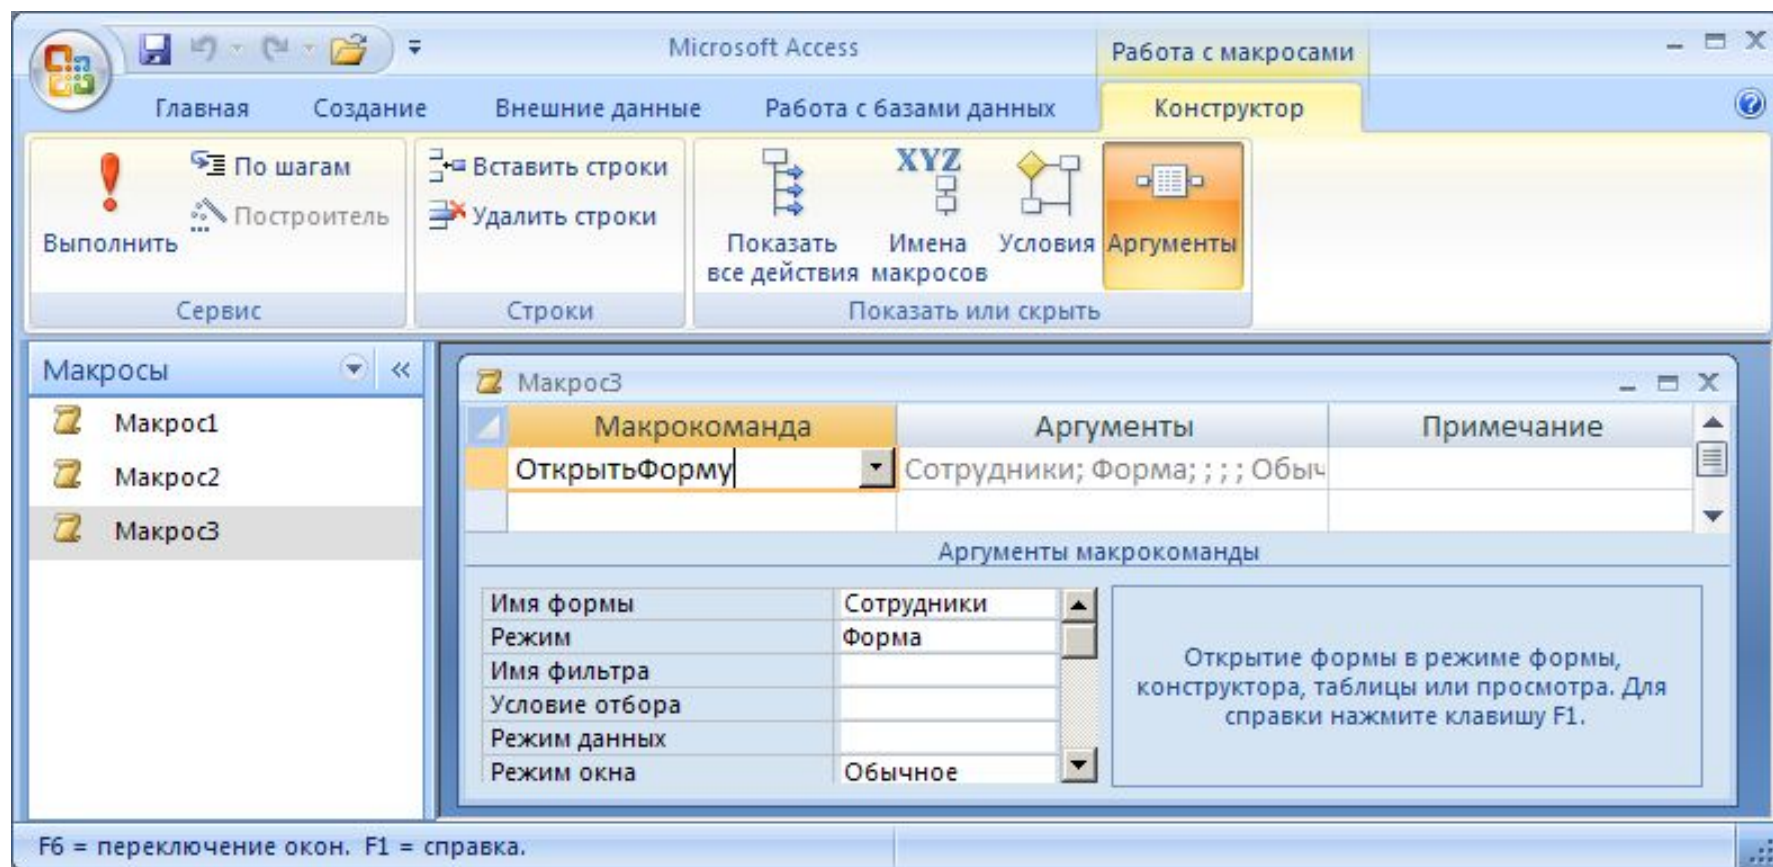 Microsoft Access
Работа с макросами
Главная Создание Внешние данные Работа с базами данных Конструктор
Выполнить
По шагам
Построитель
Сервис
Вставить строки
Удалить строки
Строки
Показать все действия
XYZ
Имена макросов
Условия
Аргументы
Показать или скрыть
Макросы
Макрос1
Макрос2
Макрос3
Макрос3
Макрокоманда Аргументы Примечание
ОткрытьФорму Сотрудники; Форма; ; ; ; Обыч
Аргументы макрокоманды
Имя формы Сотрудники
Режим Форма
Имя фильтра
Условие отбора
Режим данных
Режим окна Обычное
Открытие формы в режиме формы,
конструктора, таблицы или просмотра. Для
справки нажмите клавишу F1.
F6 = переключение окон. F1 = справка.